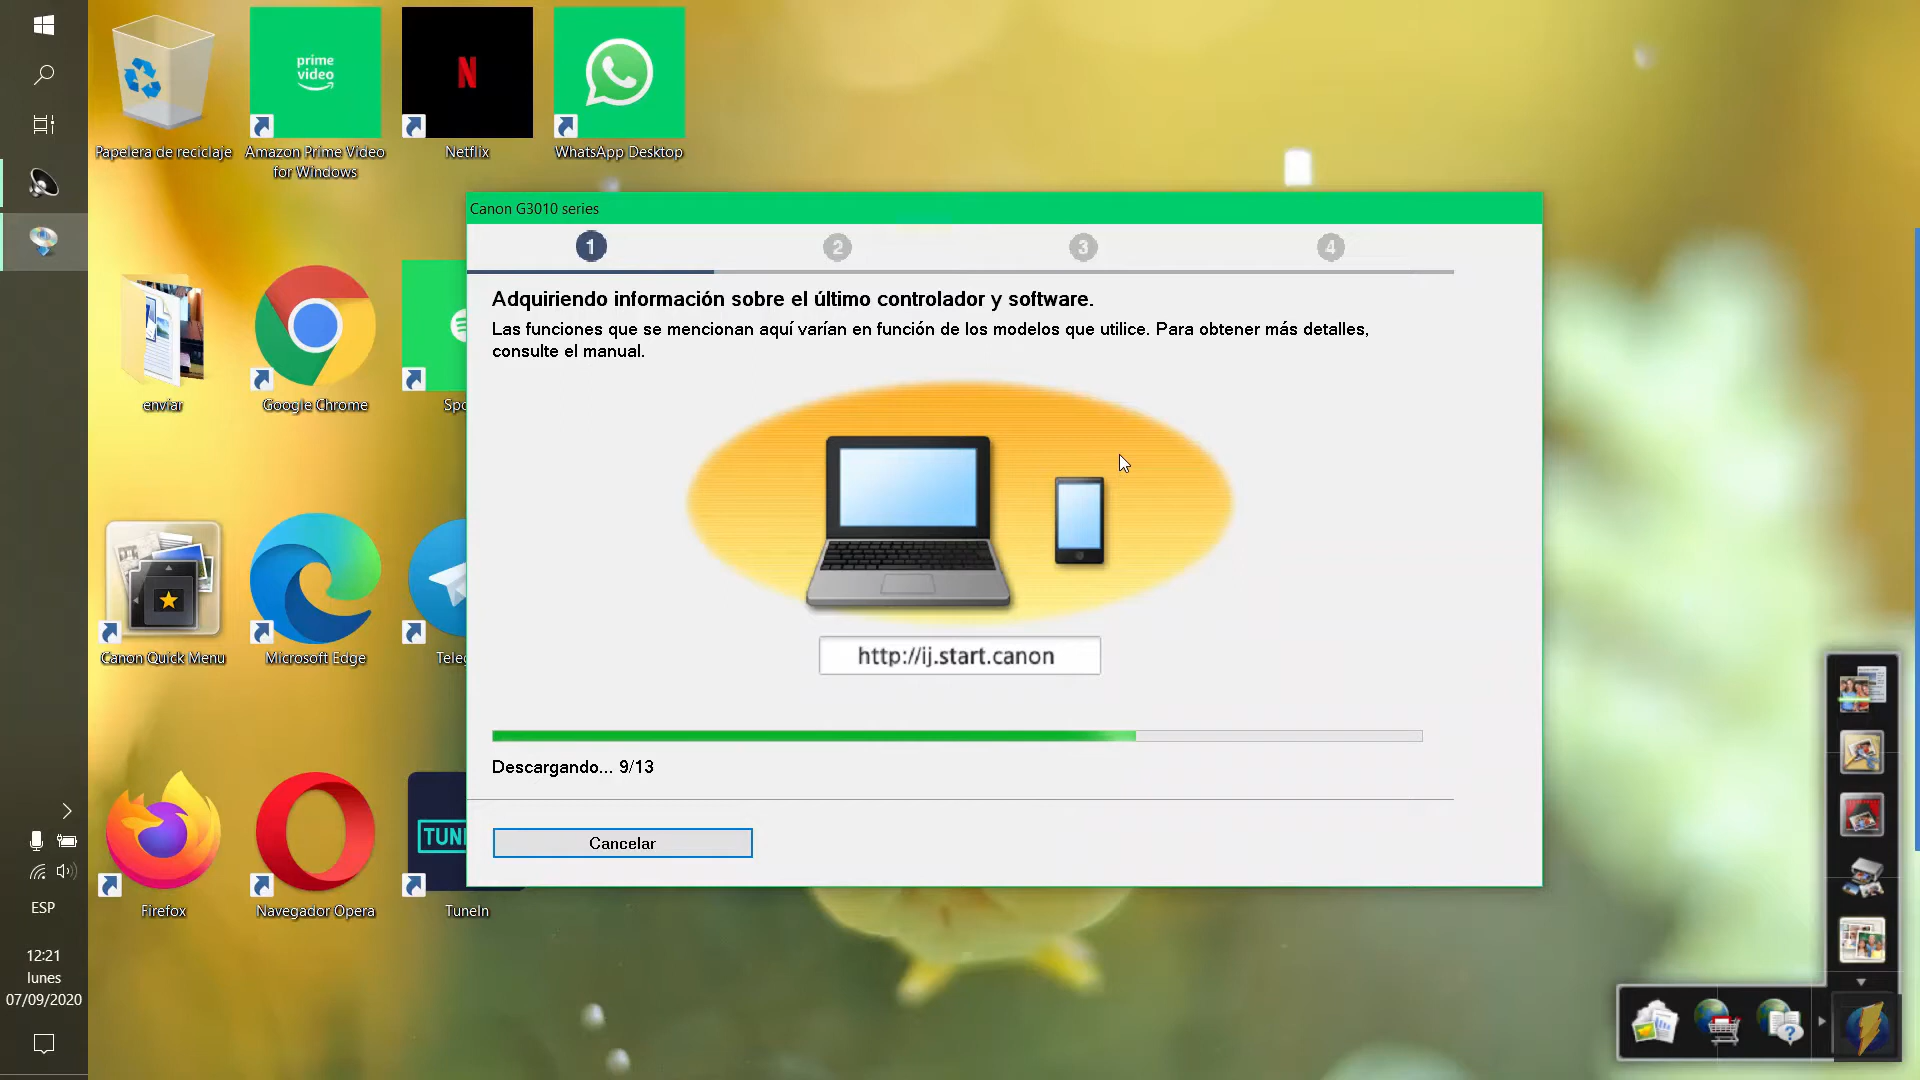 prime
video
N
Papelera de reciclaje
Amazon Prime Video
for Windows
Netflix
WhatsApp Desktop
Canon G3010 series
1
2
3
4
Adquiriendo información sobre el último controlador y software.
Las funciones que se mencionan aquí varían en función de los modelos que utilice. Para obtener más detalles,
consulte el manual.
enviar
Google Chrome
Spo
Canon Quick Menu
Microsoft Edge
Teleg
http://ij.start.canon
Descargando... 9/13
Cancelar
TUNE
Firefox
Navegador Opera
TuneIn
ESP
12:21
lunes
07/09/2020